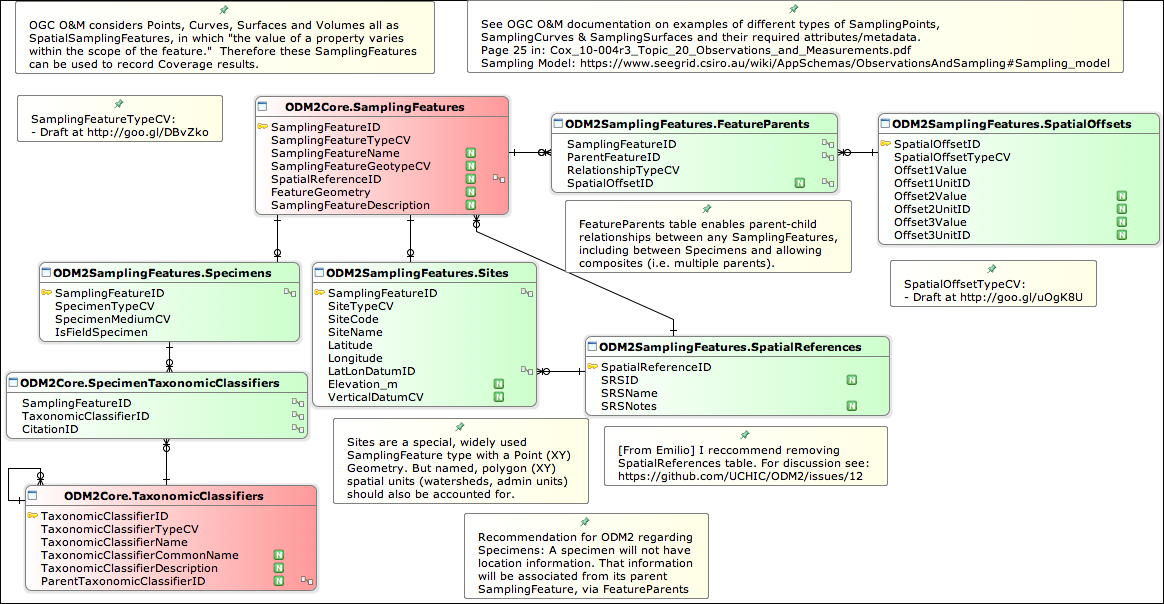 OGC O&M considers Points, Curves, Surfaces and Volumes all as
SpatialSamplingFeatures, in which "the value of a property varies
within the scope of the feature."  Therefore these SamplingFeatures
can be used to record Coverage results.
See OGC O&M documentation on examples of different types of SamplingPoints,
SamplingCurves & SamplingSurfaces and their required attributes/metadata.
Page 25 in: Cox_10-004r3_Topic_20_Observations_and_Measurements.pdf
Sampling Model: https://www.seegrid.csiro.au/wiki/AppSchemas/ObservationsAndSampling#Sampling_model
SamplingFeatureTypeCV:
- Draft at http://goo.gl/DBvZko
ODM2Core.SamplingFeatures
SamplingFeatureID
SamplingFeatureTypeCV
SamplingFeatureName N
SamplingFeatureGeotypeCV N
SpatialReferenceID N
FeatureGeometry N
SamplingFeatureDescription N
ODM2SamplingFeatures.FeatureParents
SamplingFeatureID
ParentFeatureID
RelationshipTypeCV
SpatialOffsetID N
ODM2SamplingFeatures.SpatialOffsets
SpatialOffsetID
SpatialOffsetTypeCV
Offset1Value
Offset1UnitID
Offset2Value N
Offset2UnitID N
Offset3Value N
Offset3UnitID N
FeatureParents table enables parent-child
relationships between any SamplingFeatures,
including between Specimens and allowing
composites (i.e. multiple parents).
SpatialOffsetTypeCV:
- Draft at http://goo.gl/uOgK8U
ODM2SamplingFeatures.Specimens
SamplingFeatureID
SpecimenTypeCV
SpecimenMediumCV
IsFieldSpecimen
ODM2SamplingFeatures.Sites
SamplingFeatureID
SiteTypeCV
SiteCode
SiteName
Latitude
Longitude
LatLonDatumID
Elevation_m N
VerticalDatumCV N
ODM2SamplingFeatures.SpatialReferences
SpatialReferenceID
SRSID N
SRSName
SRSNotes N
ODM2Core.SpecimenTaxonomicClassifiers
SamplingFeatureID
TaxonomicClassifierID
CitationID
Sites are a special, widely used
SamplingFeature type with a Point (XY)
Geometry. But named, polygon (XY)
spatial units (watersheds, admin units)
should also be accounted for.
[From Emilio] I reccommend removing
SpatialReferences table. For discussion see:
https://github.com/UCHIC/ODM2/issues/12
ODM2Core.TaxonomicClassifiers
TaxonomicClassifierID
TaxonomicClassifierTypeCV
TaxonomicClassifierName
TaxonomicClassifierCommonName N
TaxonomicClassifierDescription N
ParentTaxonomicClassifierID N
Recommendation for ODM2 regarding
Specimens: A specimen will not have
location information. That information
will be associated from its parent
SamplingFeature, via FeatureParents